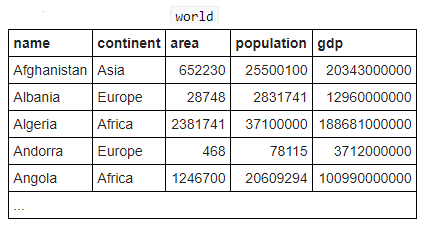 world
name continent area population gdp
Afghanistan Asia 652230 25500100 20343000000
Albania Europe 28748 2831741 12960000000
Algeria Africa 2381741 37100000 188681000000
Andorra Europe 468 78115 3712000000
Angola Africa 1246700 20609294 100990000000
...